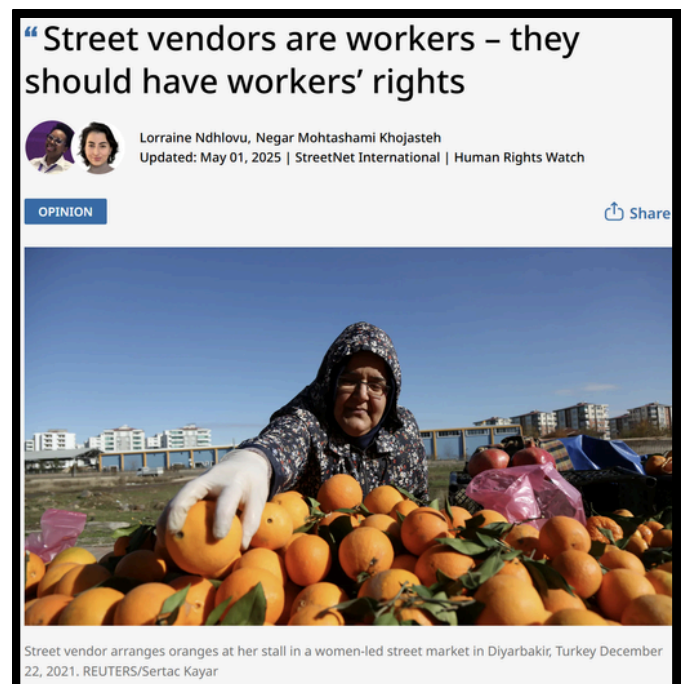 “ Street vendors are workers – they
should have workers’ rights
Lorraine Ndhlovu, Negar Mohtashami Khojasteh
Updated: May 01, 2025 | StreetNet International | Human Rights Watch
OPINION
Share
Street vendor arranges oranges at her stall in a women-led street market in Diyarbakir, Turkey December
22, 2021. REUTERS/Sertac Kayar